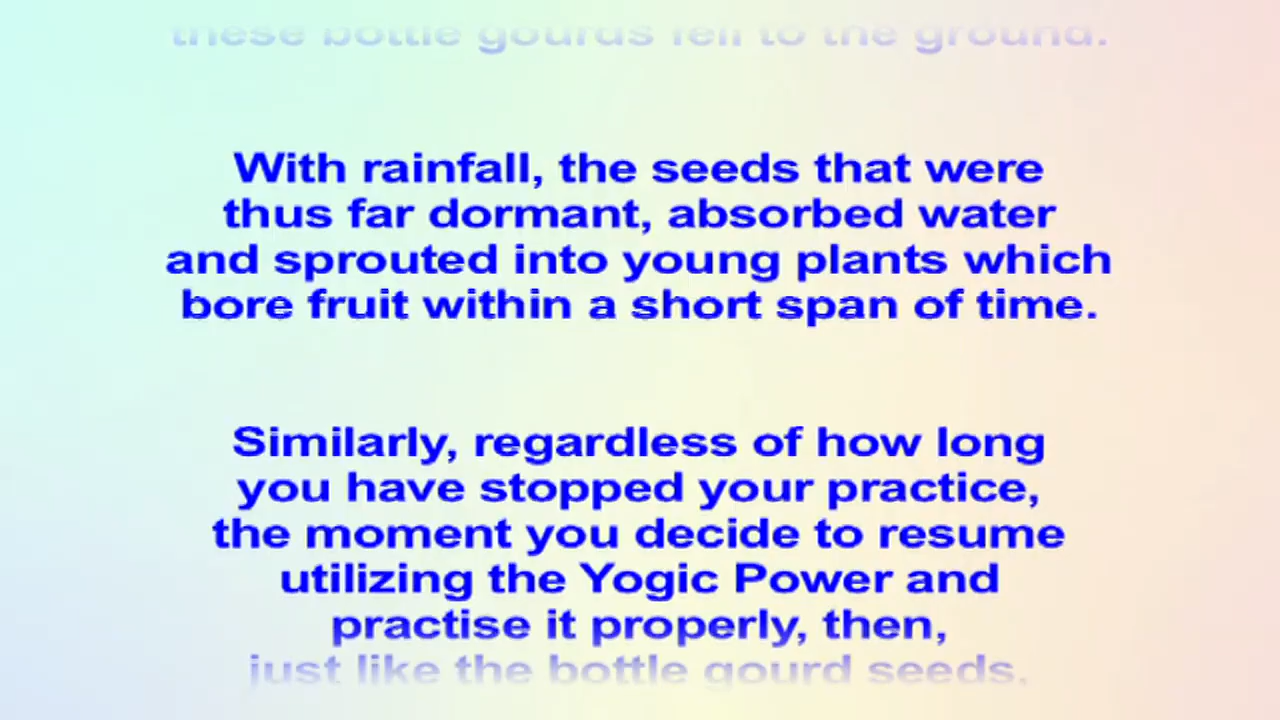 these bottle gourds fell to the ground.
With rainfall, the seeds that were
thus far dormant, absorbed water
and sprouted into young plants which
bore fruit within a short span of time.
Similarly, regardless of how long
you have stopped your practice,
the moment you decide to resume
utilizing the Yogic Power and
practise it properly, then,
just like the bottle gourd seeds,